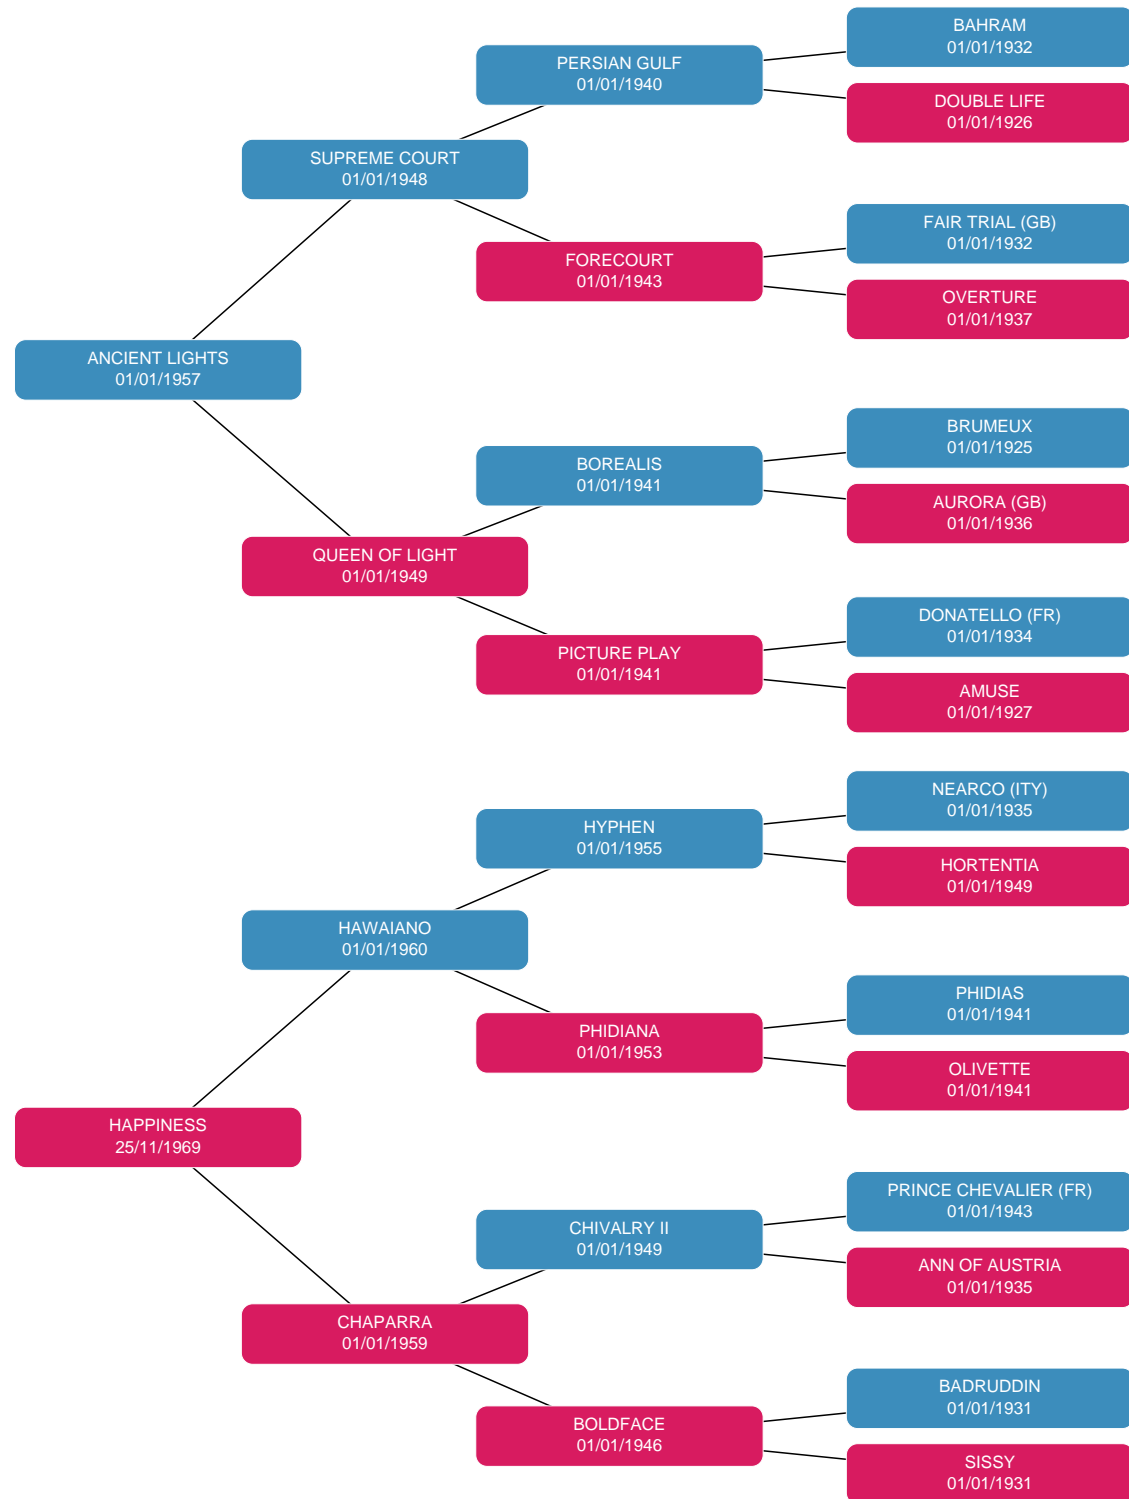 BAHRAM
01/01/1932
PERSIAN GULF
01/01/1940
DOUBLE LIFE
01/01/1926
SUPREME COURT
01/01/1948
FAIR TRIAL (GB)
01/01/1932
FORECOURT
01/01/1943
OVERTURE
01/01/1937
ANCIENT LIGHTS
01/01/1957
BRUMEUX
01/01/1925
BOREALIS
01/01/1941
AURORA (GB)
01/01/1936
QUEEN OF LIGHT
01/01/1949
DONATELLO (FR)
01/01/1934
PICTURE PLAY
01/01/1941
AMUSE
01/01/1927
NEARCO (ITY)
01/01/1935
HYPHEN
01/01/1955
HORTENTIA
01/01/1949
HAWAIANO
01/01/1960
PHIDIAS
01/01/1941
PHIDIANA
01/01/1953
OLIVETTE
01/01/1941
HAPPINESS
25/11/1969
PRINCE CHEVALIER (FR)
01/01/1943
CHIVALRY II
01/01/1949
ANN OF AUSTRIA
01/01/1935
CHAPARRA
01/01/1959
BADRUDDIN
01/01/1931
BOLDFACE
01/01/1946
SISSY
01/01/1931